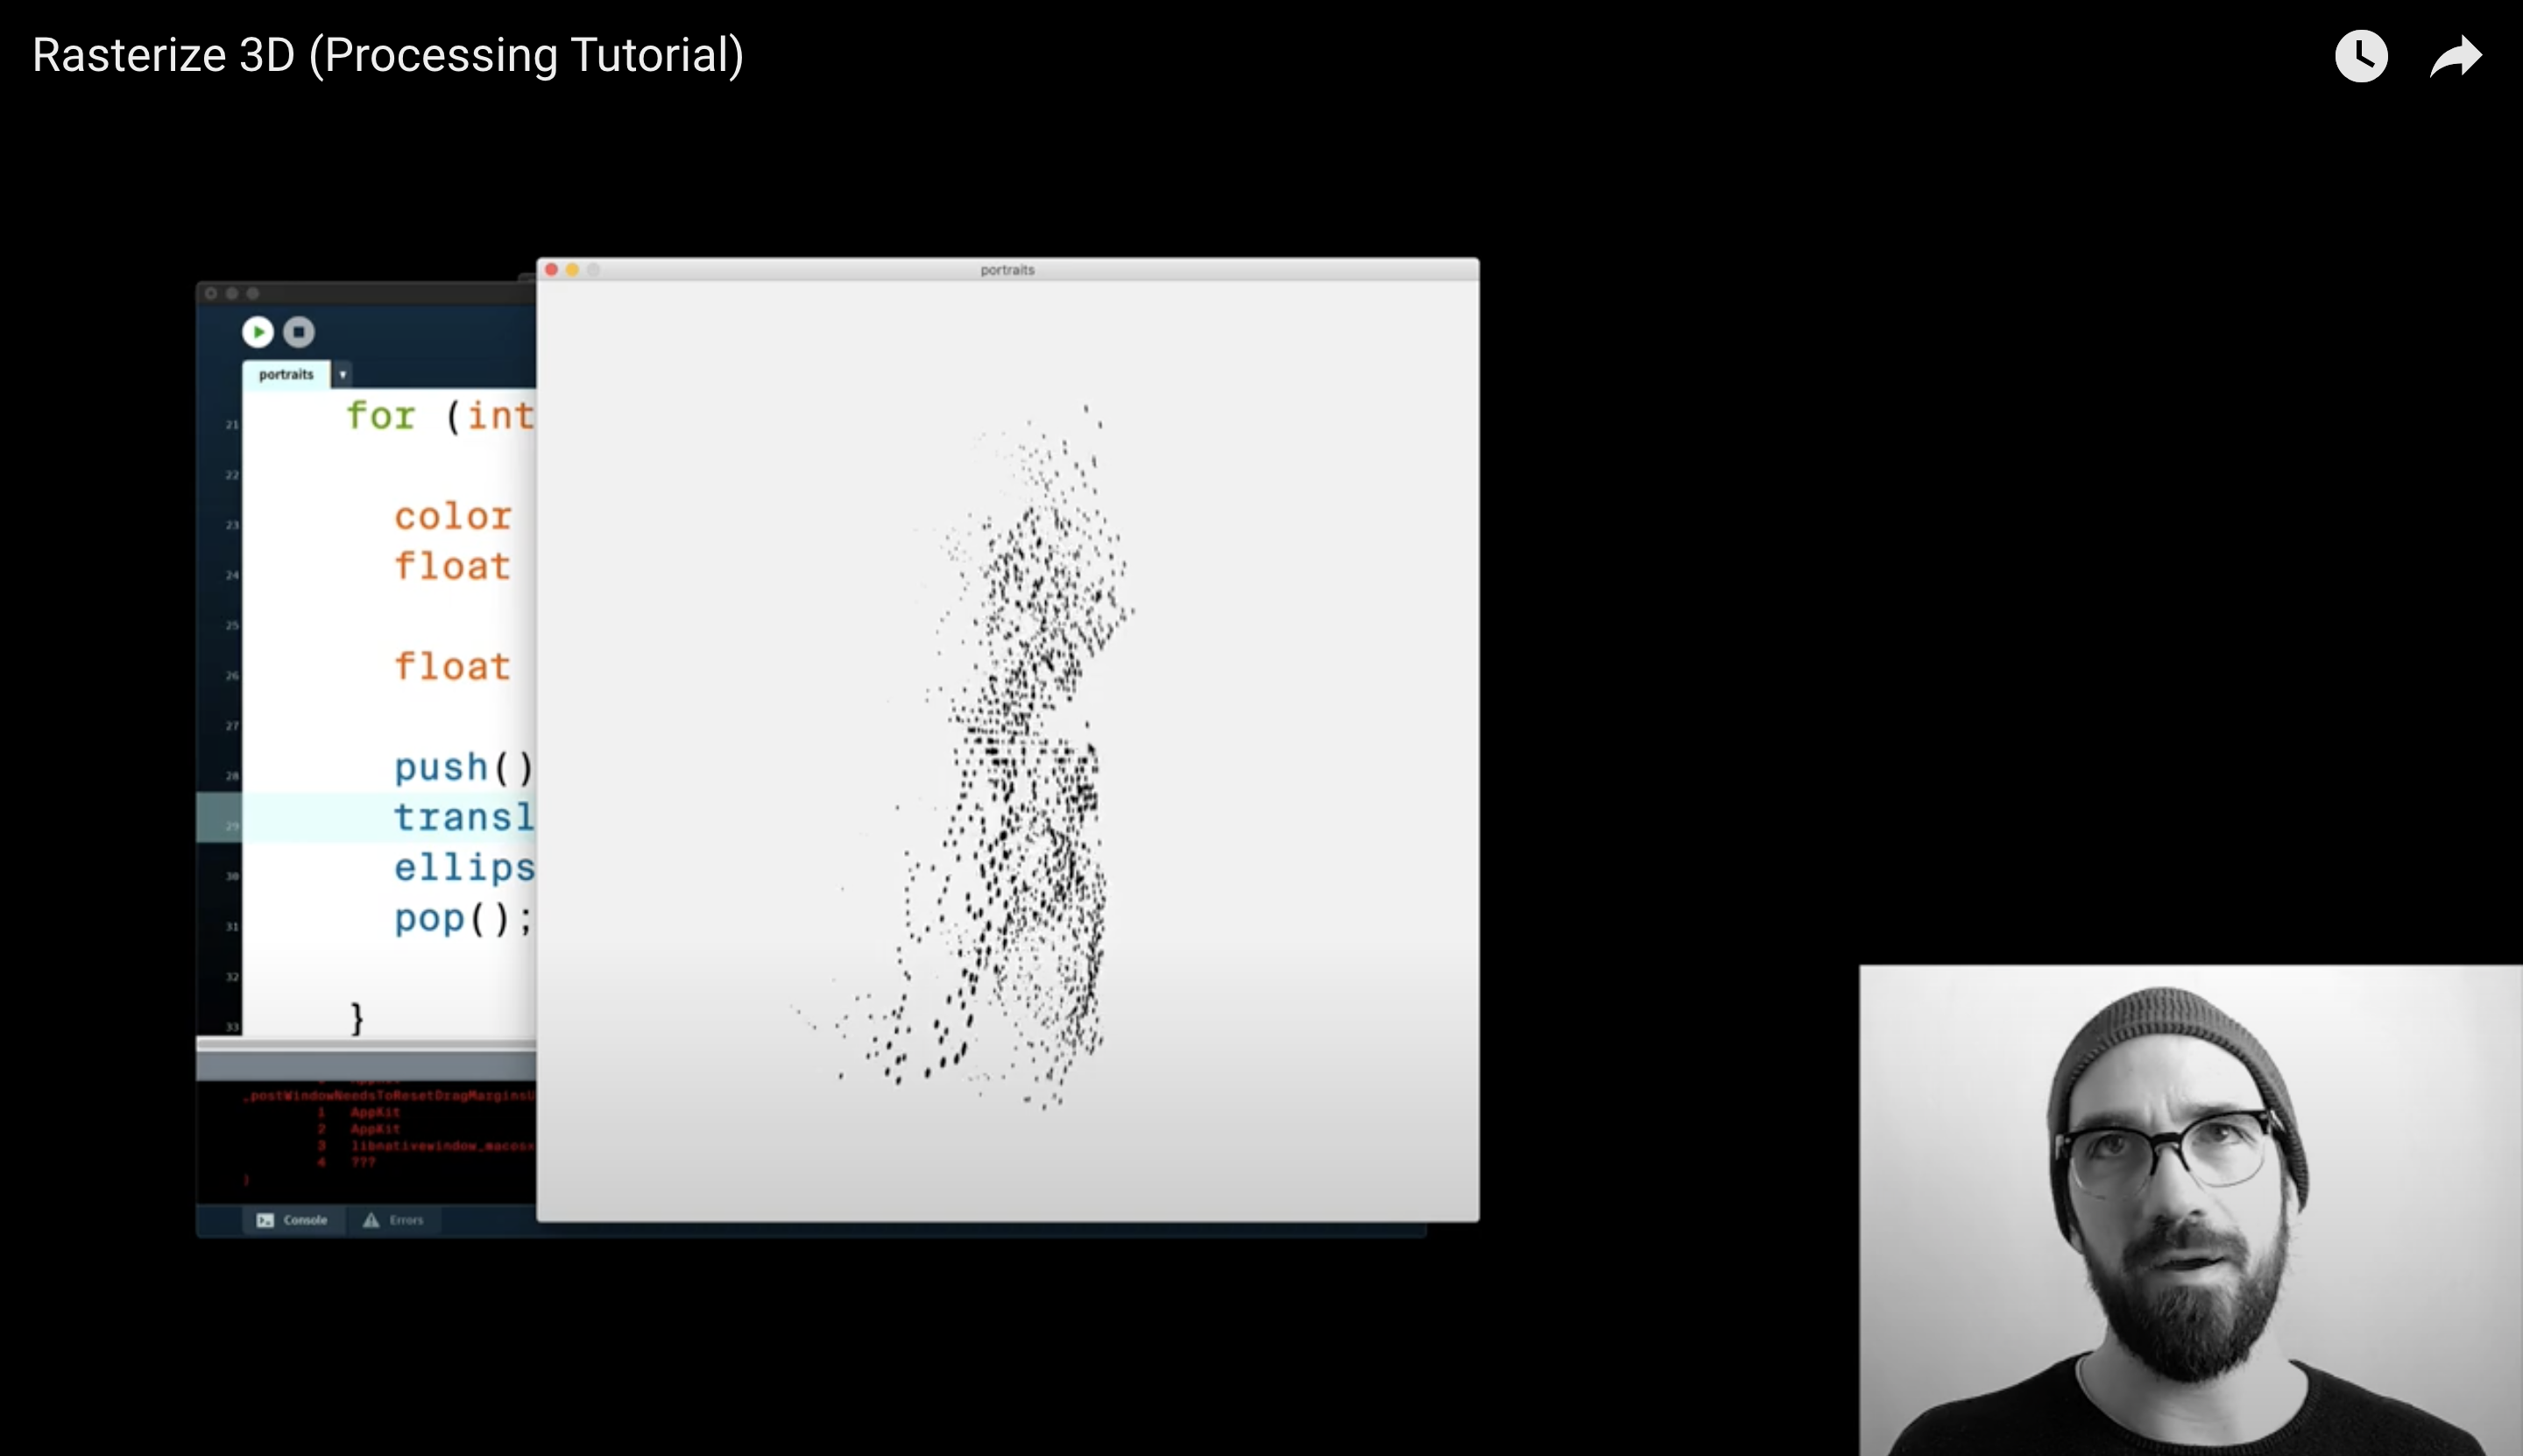 Rasterize 3D (Processing Tutorial)
portraits
portraits
21 for (int
22
23 color
24 float
25
26 float
27
28 push()
29 transl
30 ellips
31 pop();
32
33 }
_postWindowNeedsToResetDragMarginsU
1 AppKit
2 AppKit
3 libnativewindow_macosx
4 ???
)
Console Errors